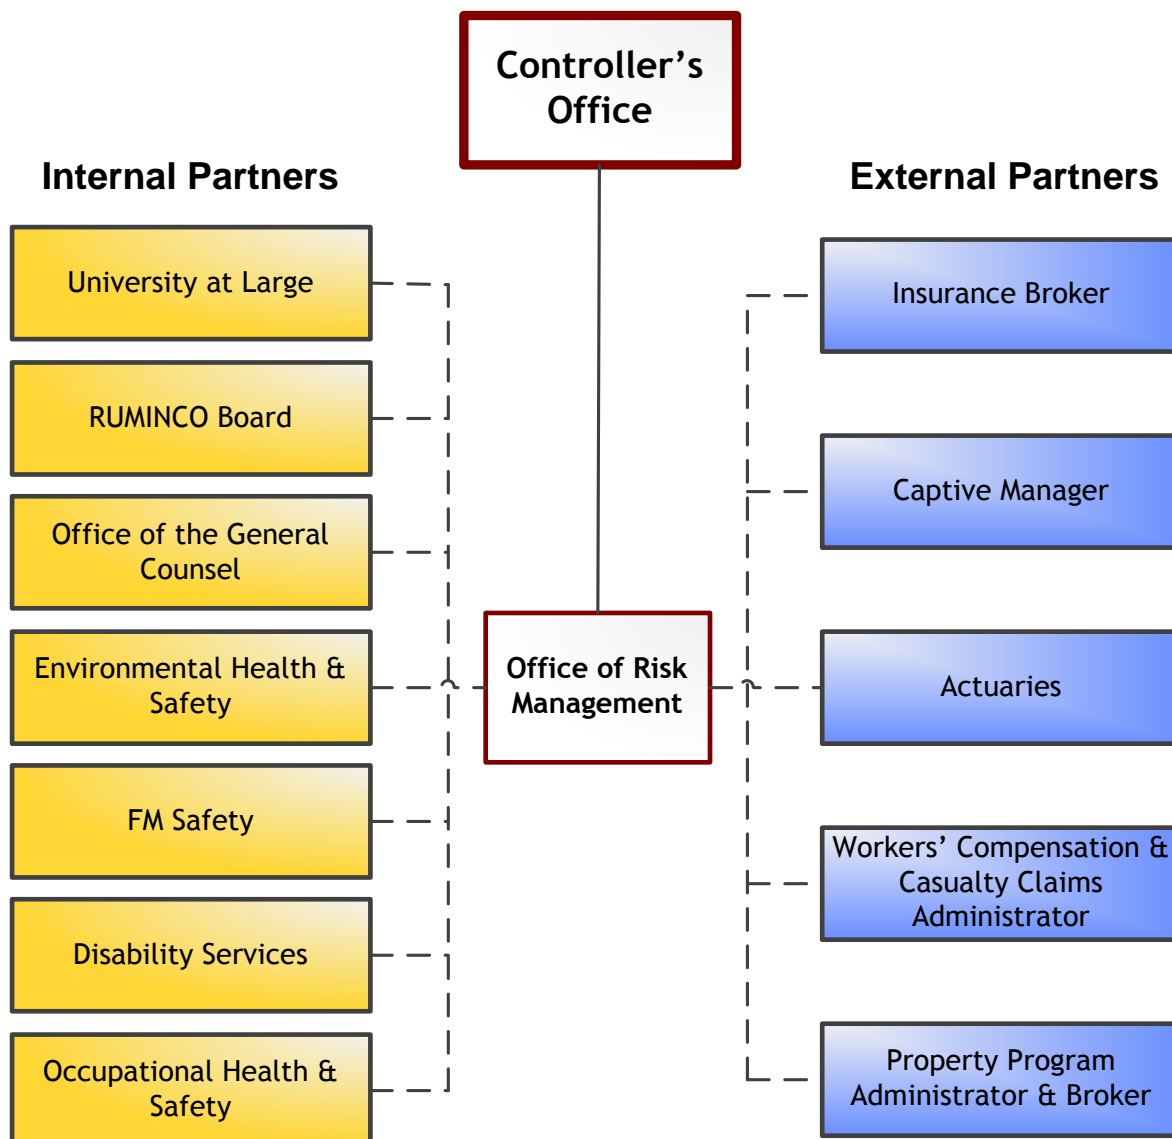 Controller’s
Office
Internal Partners
University at Large
RUMINCO Board
Office of the General
Counsel
Environmental Health &
Safety
FM Safety
Disability Services
Occupational Health &
Safety
Office of Risk
Management
External Partners
Insurance Broker
Captive Manager
Actuaries
Workers’ Compensation &
Casualty Claims
Administrator
Property Program
Administrator & Broker